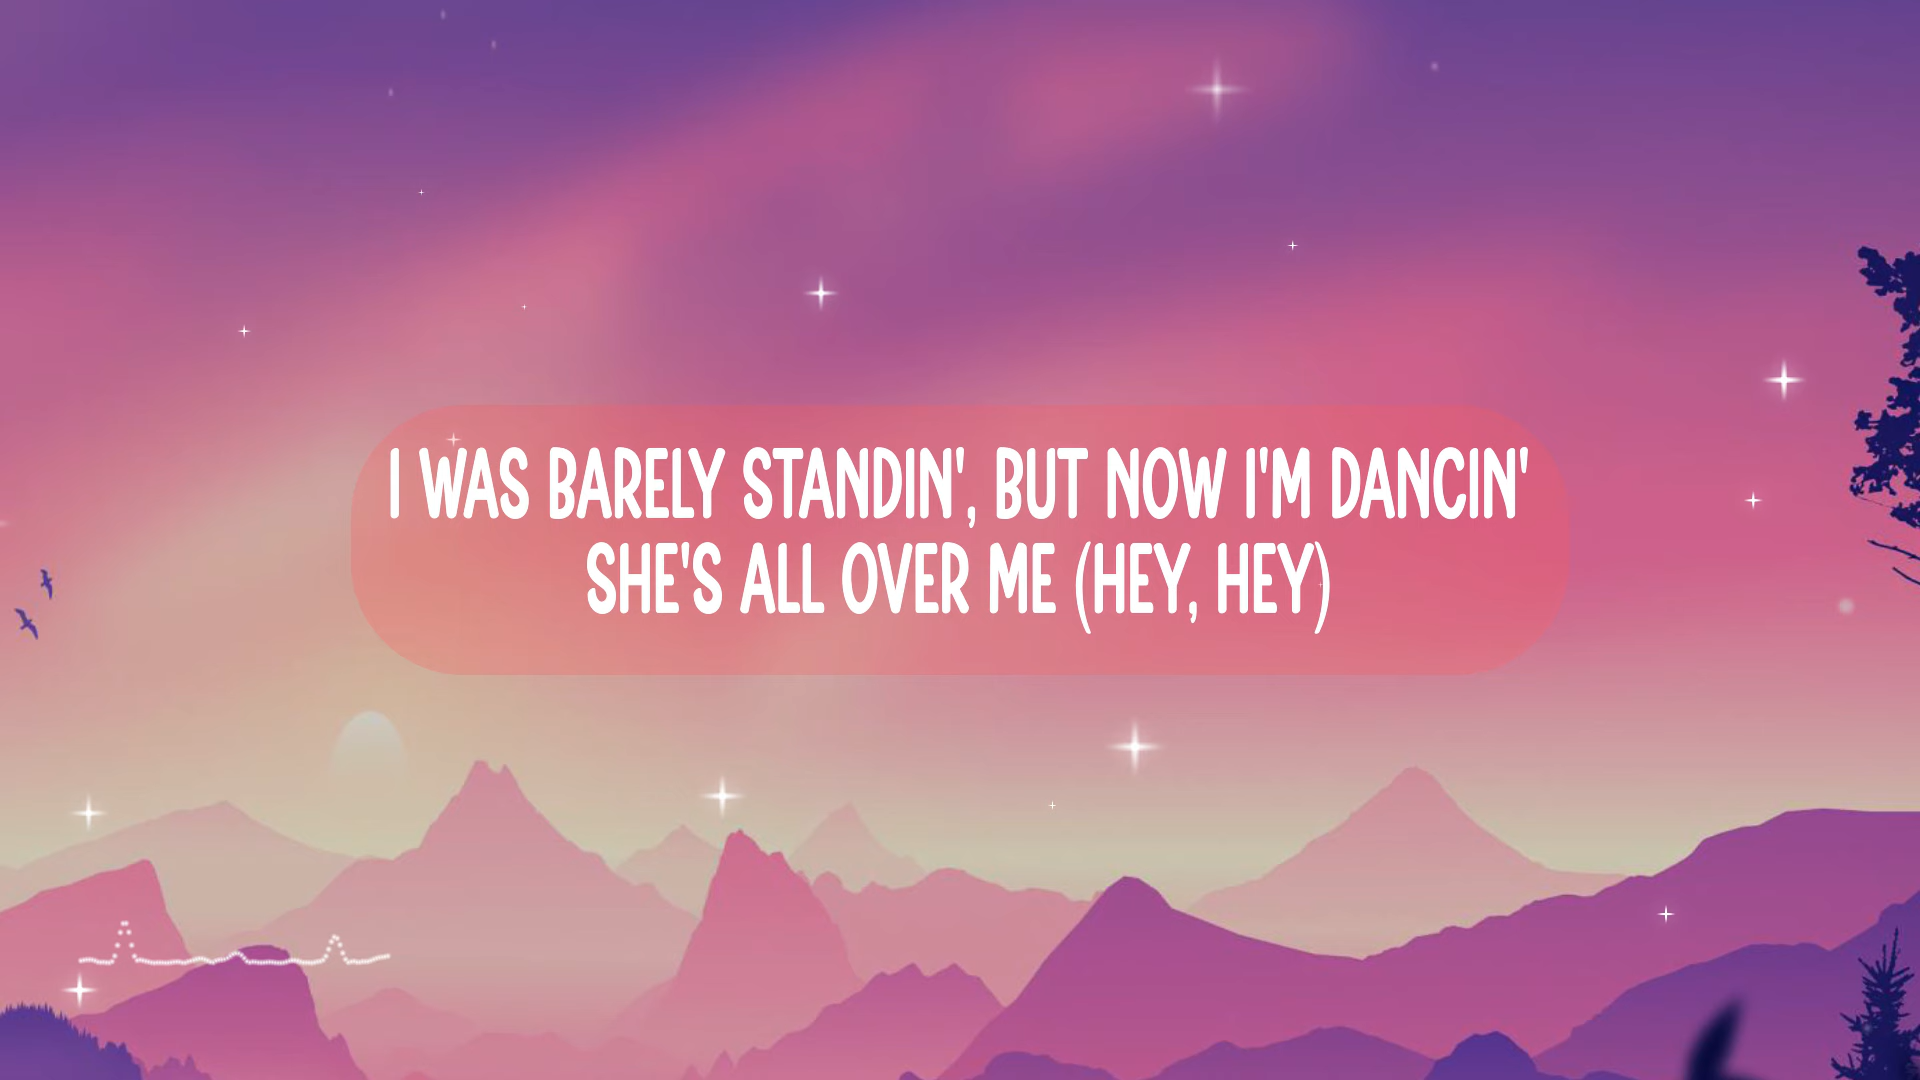 I WAS BARELY STANDIN', BUT NOW I'M DANCIN'
SHE'S ALL OVER ME (HEY, HEY)